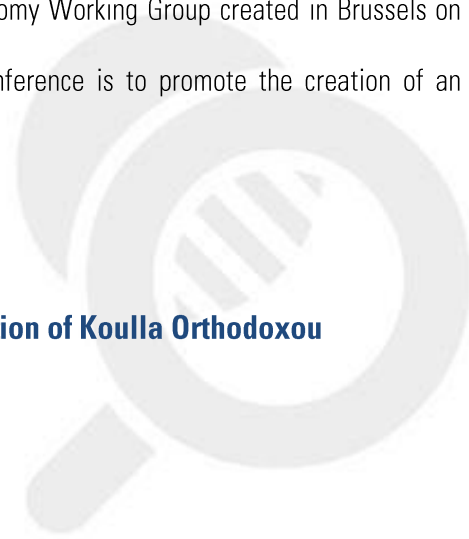 omy Working Group created in Brussels on
nference is to promote the creation of an
ion of Koulla Orthodoxou